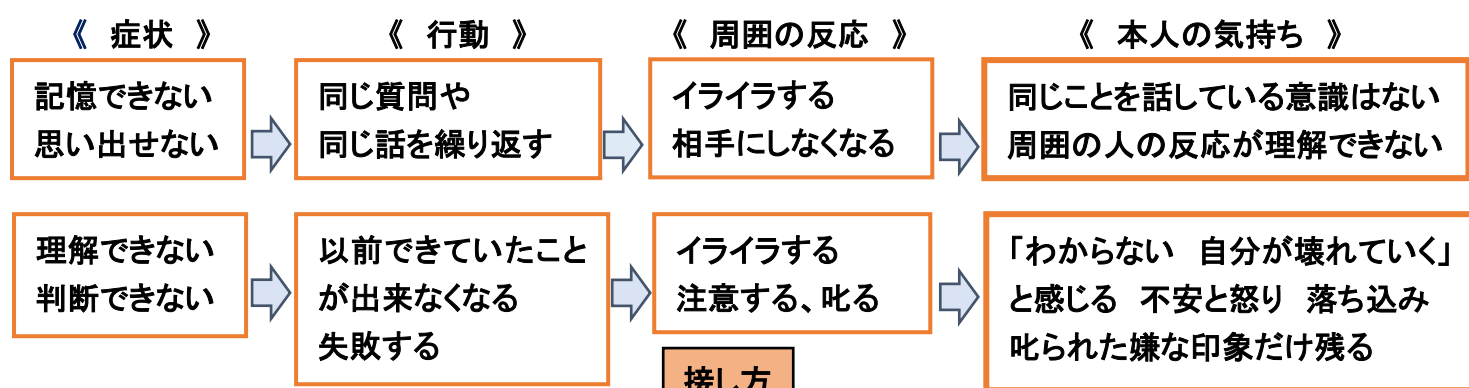 《 症状 》
《 行動 》
《 周囲の反応 》
《 本人の気持ち 》
記憶できない
思い出せない
同じ質問や
同じ話を繰り返す
イライラする
相手にしなくなる
同じことを話している意識はない
周囲の人の反応が理解できない
理解できない
判断できない
以前できていたこと
が出来なくなる
失敗する
イライラする
注意する、叱る
「わからない 自分が壊れていく」
と感じる 不安と怒り 落ち込み
叱られた嫌な印象だけ残る
接し方